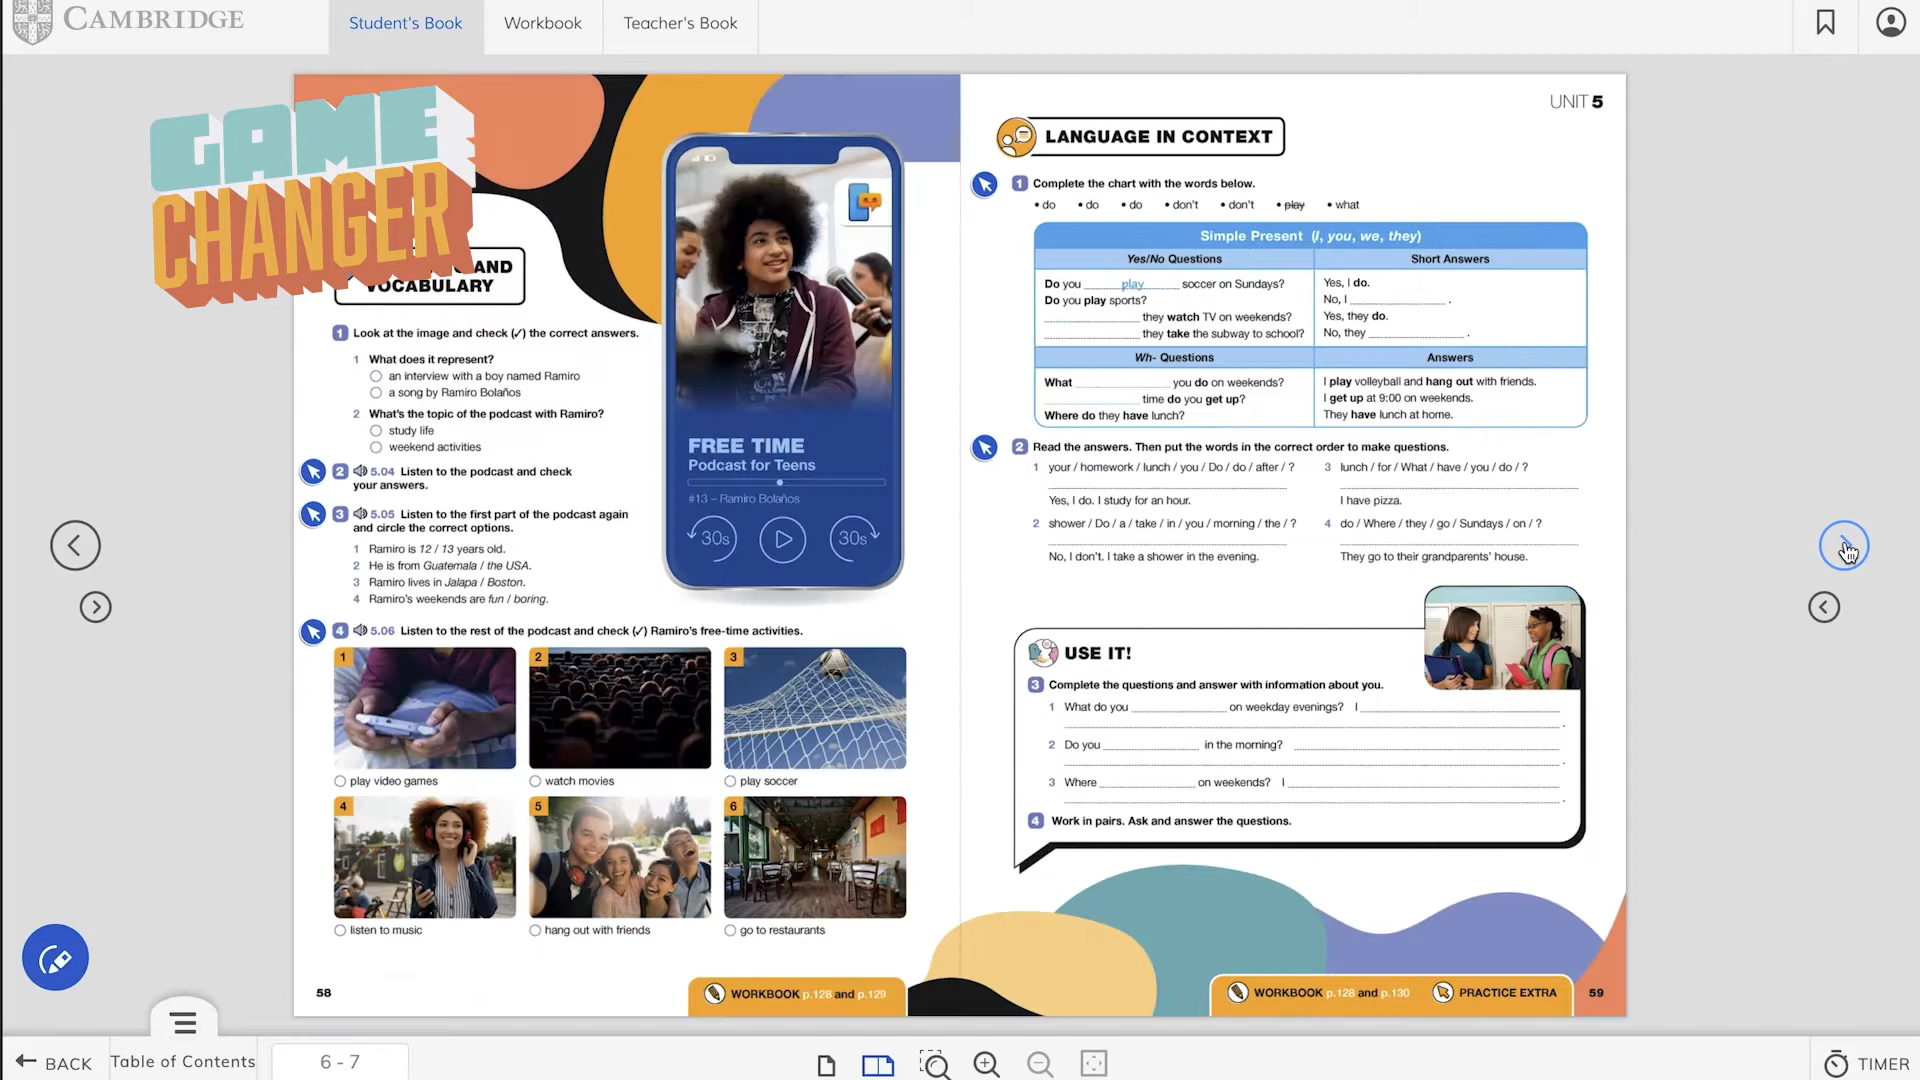 CAMBRIDGE
Student's Book
Workbook
Teacher's Book
GAME
CHANGER
AND
VOCABULARY
1 Look at the image and check (✓) the correct answers.
1 What does it represent?
an interview with a boy named Ramiro
a song by Ramiro Bolaños
2 What's the topic of the podcast with Ramiro?
study life
weekend activities
2 5.04 Listen to the podcast and check
your answers.
3 5.05 Listen to the first part of the podcast again
and circle the correct options.
1 Ramiro is 12 / 13 years old.
2 He is from Guatemala / the USA.
3 Ramiro lives in Jalapa / Boston.
4 Ramiro's weekends are fun / boring.
FREE TIME
Podcast for Teens
#13 – Ramiro Bolaños
30s
30s
4 5.06 Listen to the rest of the podcast and check (✓) Ramiro's free-time activities.
1
2
3
play video games
watch movies
play soccer
4
5
6
listen to music
hang out with friends
go to restaurants
58
WORKBOOK p.128 and p.129
UNIT 5
LANGUAGE IN CONTEXT
1 Complete the chart with the words below.
• do • do • do • don't • don't • play • what
Simple Present (I, you, we, they)
Yes/No Questions
Short Answers
Do you play soccer on Sundays?
Do you play sports?
they watch TV on weekends?
they take the subway to school?
Yes, I do.
No, I .
Yes, they do.
No, they .
Wh- Questions
Answers
What you do on weekends?
time do you get up?
Where do they have lunch?
I play volleyball and hang out with friends.
I get up at 9:00 on weekends.
They have lunch at home.
2 Read the answers. Then put the words in the correct order to make questions.
1 your / homework / lunch / you / Do / do / after / ?
Yes, I do. I study for an hour.
2 shower / Do / a / take / in / you / morning / the / ?
No, I don't. I take a shower in the evening.
3 lunch / for / What / have / you / do / ?
I have pizza.
4 do / Where / they / go / Sundays / on / ?
They go to their grandparents' house.
USE IT!
3 Complete the questions and answer with information about you.
1 What do you on weekday evenings? I
.
2 Do you in the morning?
.
3 Where on weekends? I
.
4 Work in pairs. Ask and answer the questions.
WORKBOOK p.128 and p.130
PRACTICE EXTRA
59
BACK
Table of Contents
6 - 7
TIMER